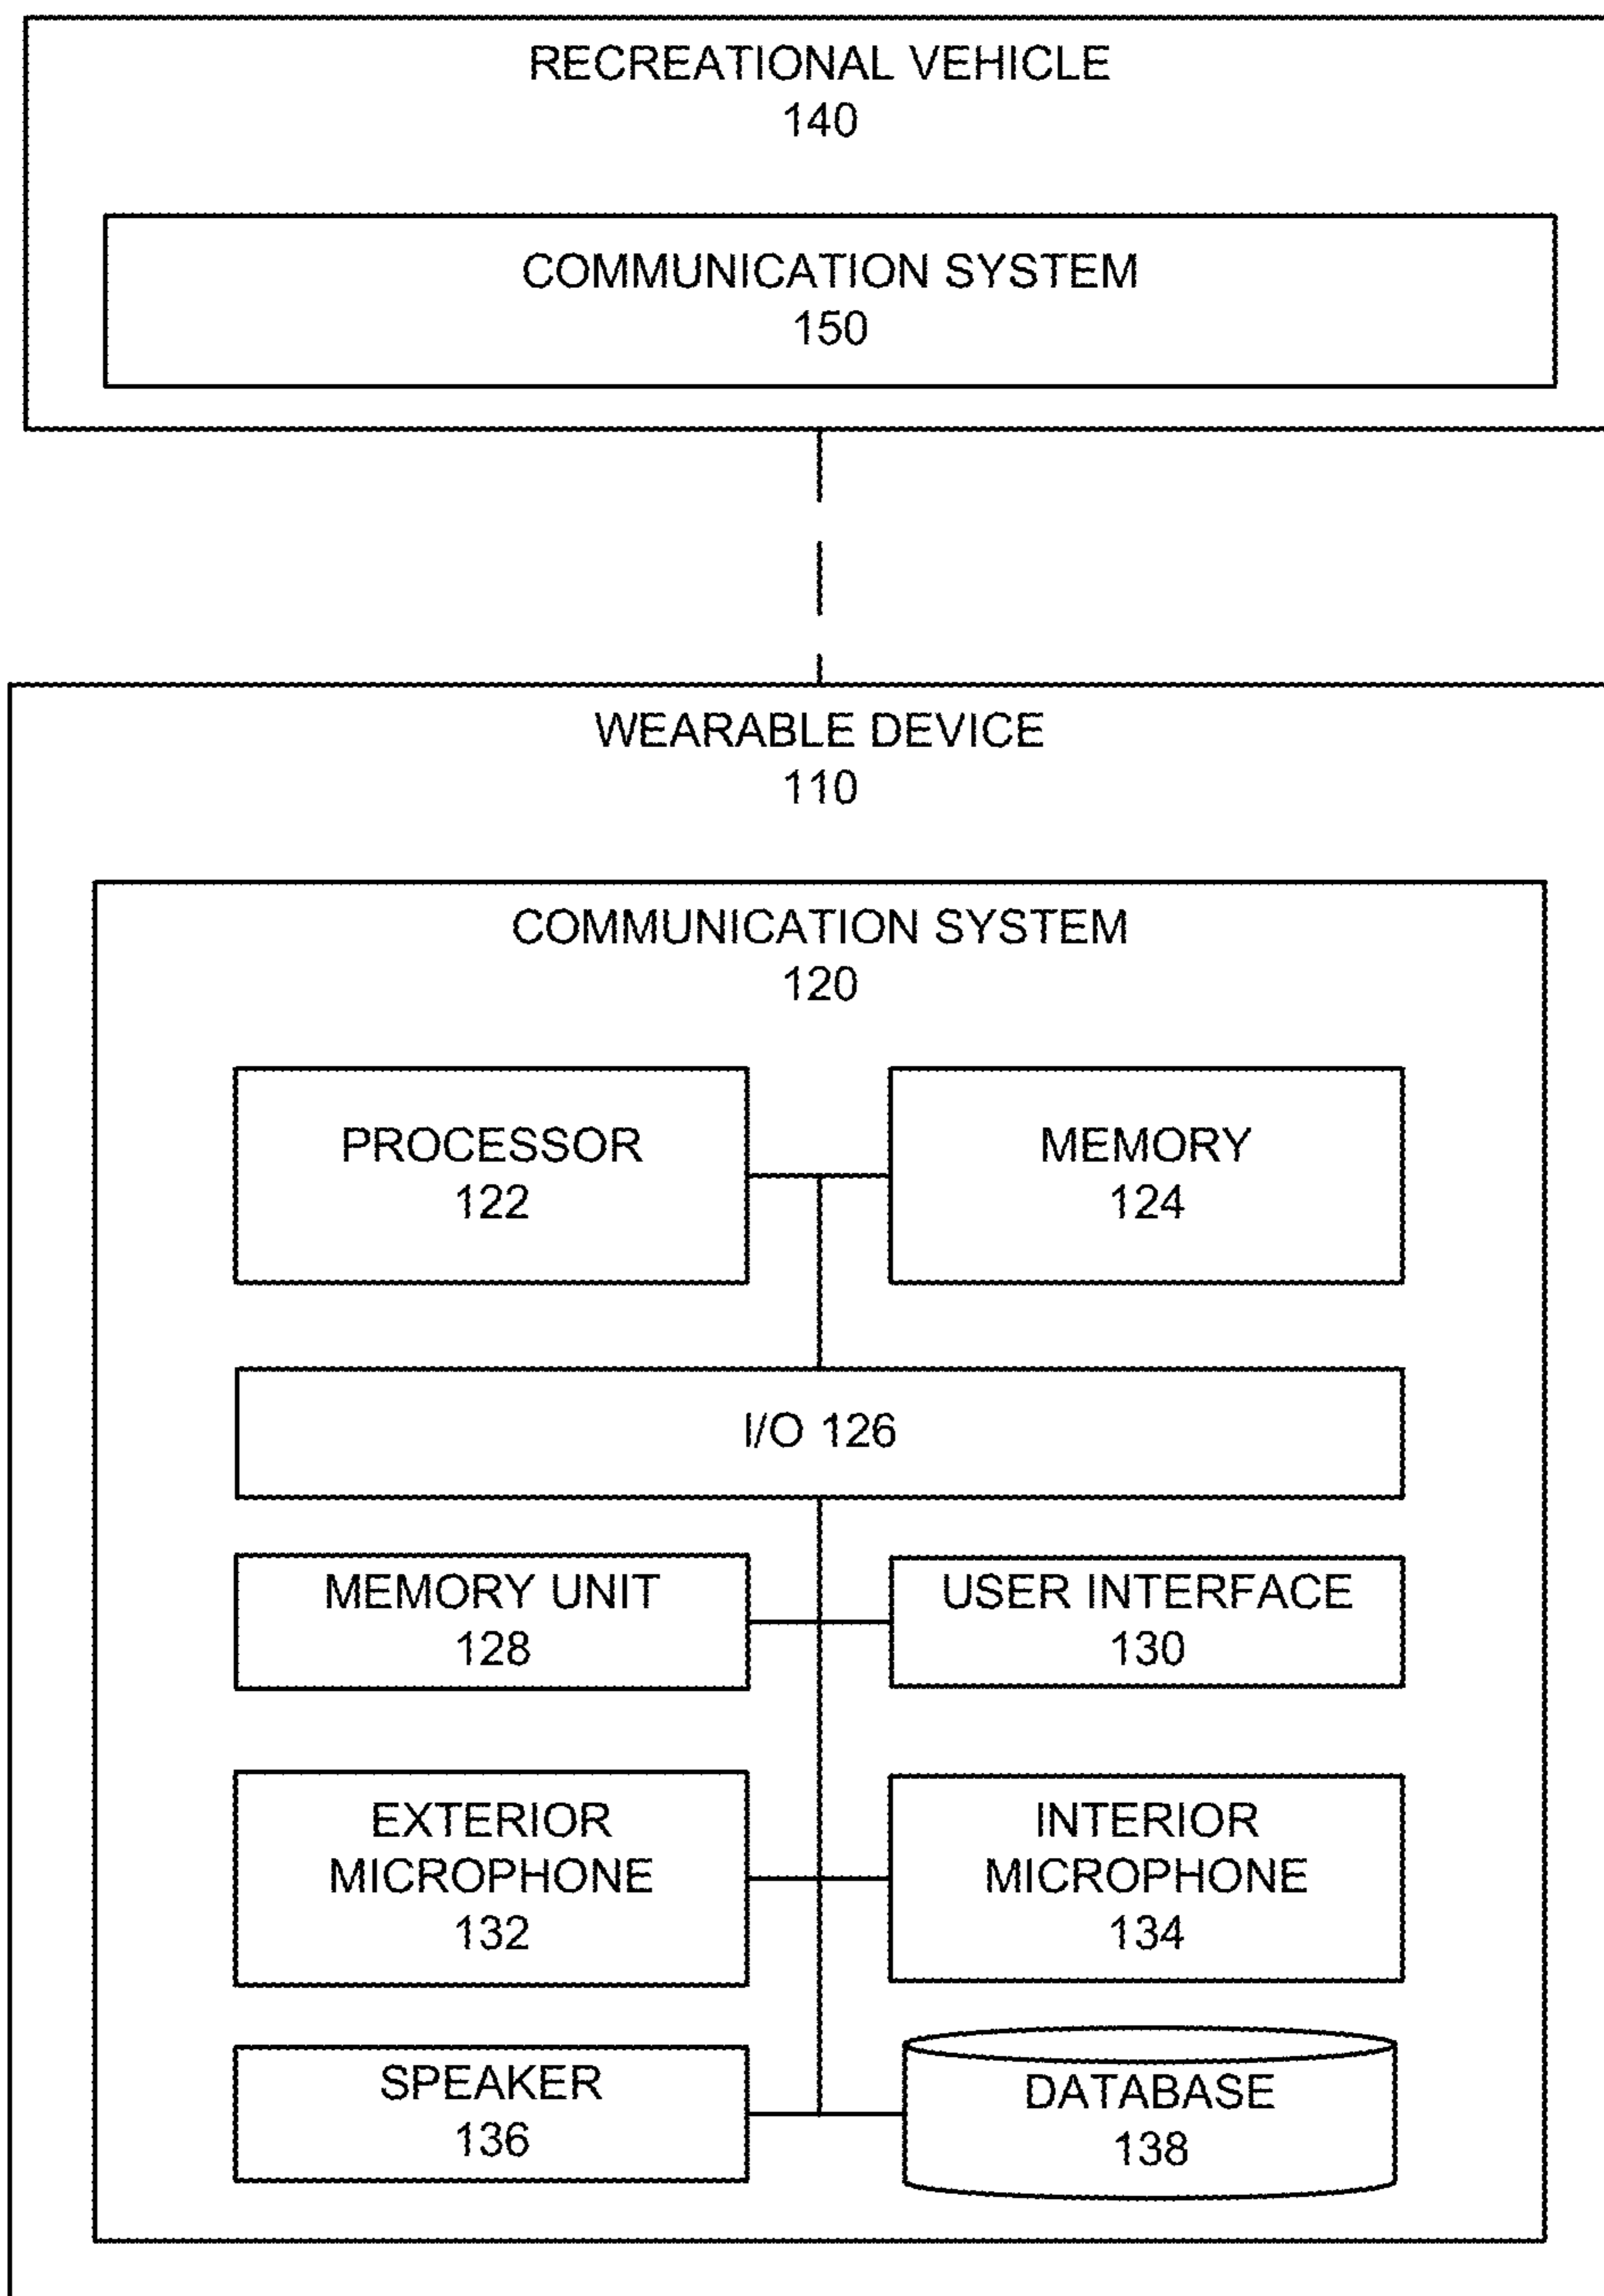 RECREATIONAL VEHICLE
140
COMMUNICATION SYSTEM
150
WEARABLE DEVICE
110
COMMUNICATION SYSTEM
120
PROCESSOR
122
MEMORY
124
I/O 126
MEMORY UNIT
128
USER INTERFACE
130
EXTERIOR
MICROPHONE
132
INTERIOR
MICROPHONE
134
SPEAKER
136
DATABASE
138